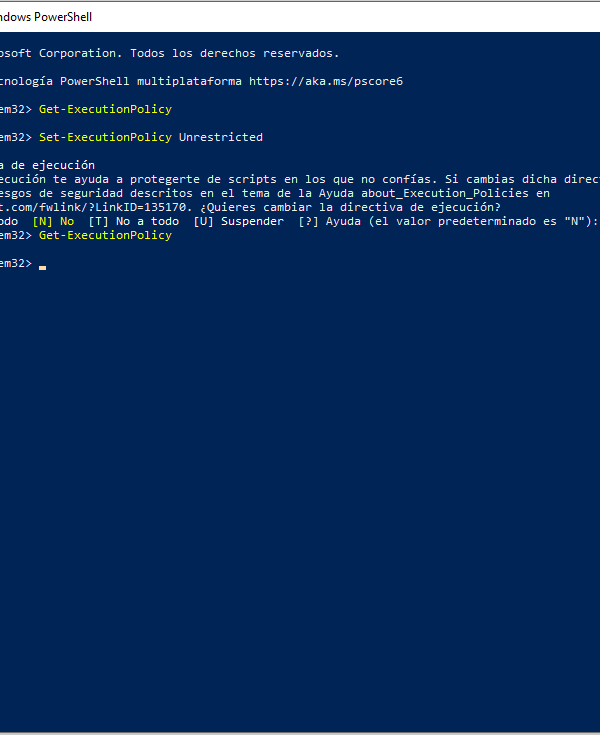 ndows PowerShell
osoft Corporation. Todos los derechos reservados.
cnología PowerShell multiplataforma https://aka.ms/pscore6
em32> Get-ExecutionPolicy
em32> Set-ExecutionPolicy Unrestricted
a de ejecución
ecución te ayuda a protegerte de scripts en los que no confías. Si cambias dicha direct
esgos de seguridad descritos en el tema de la Ayuda about_Execution_Policies en
t.com/fwlink/?LinkID=135170. ¿Quieres cambiar la directiva de ejecución?
odo  [N] No  [T] No a todo  [U] Suspender  [?] Ayuda (el valor predeterminado es "N"):
em32> Get-ExecutionPolicy
em32>